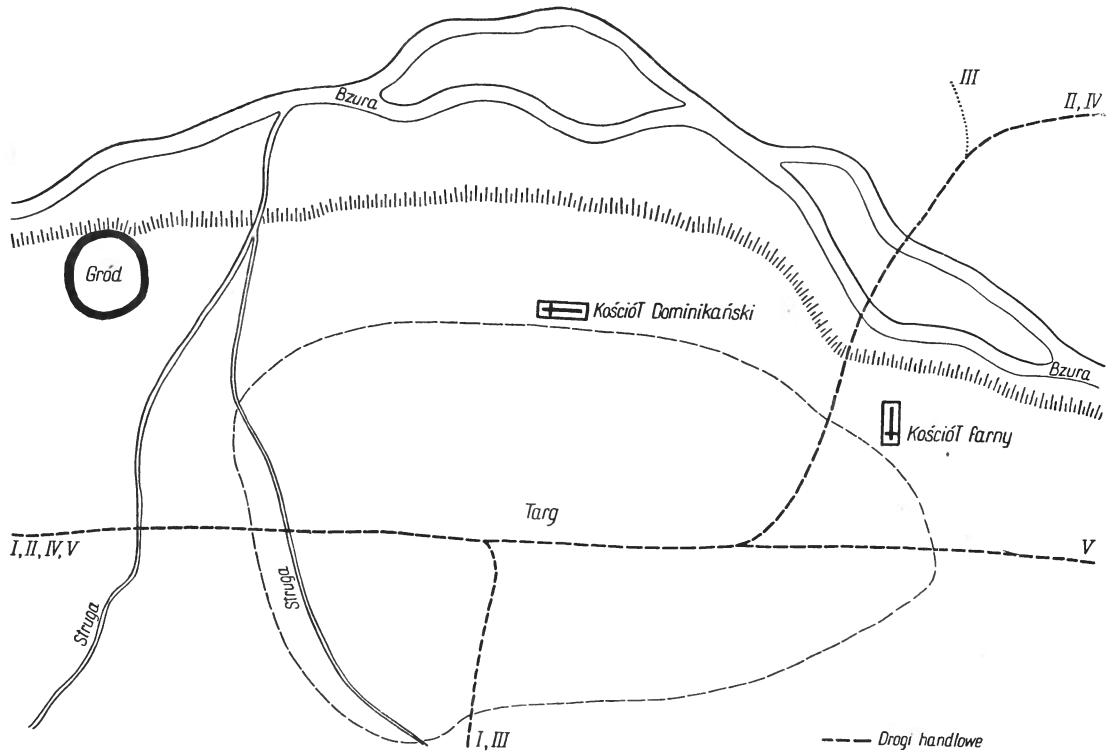 III
II, IV
Bzura
Gród
Kościół Dominikański
Bzura
Kościół farny
Targ
I, II, IV, V
V
Struga
Struga
I, III
Drogi handlowe